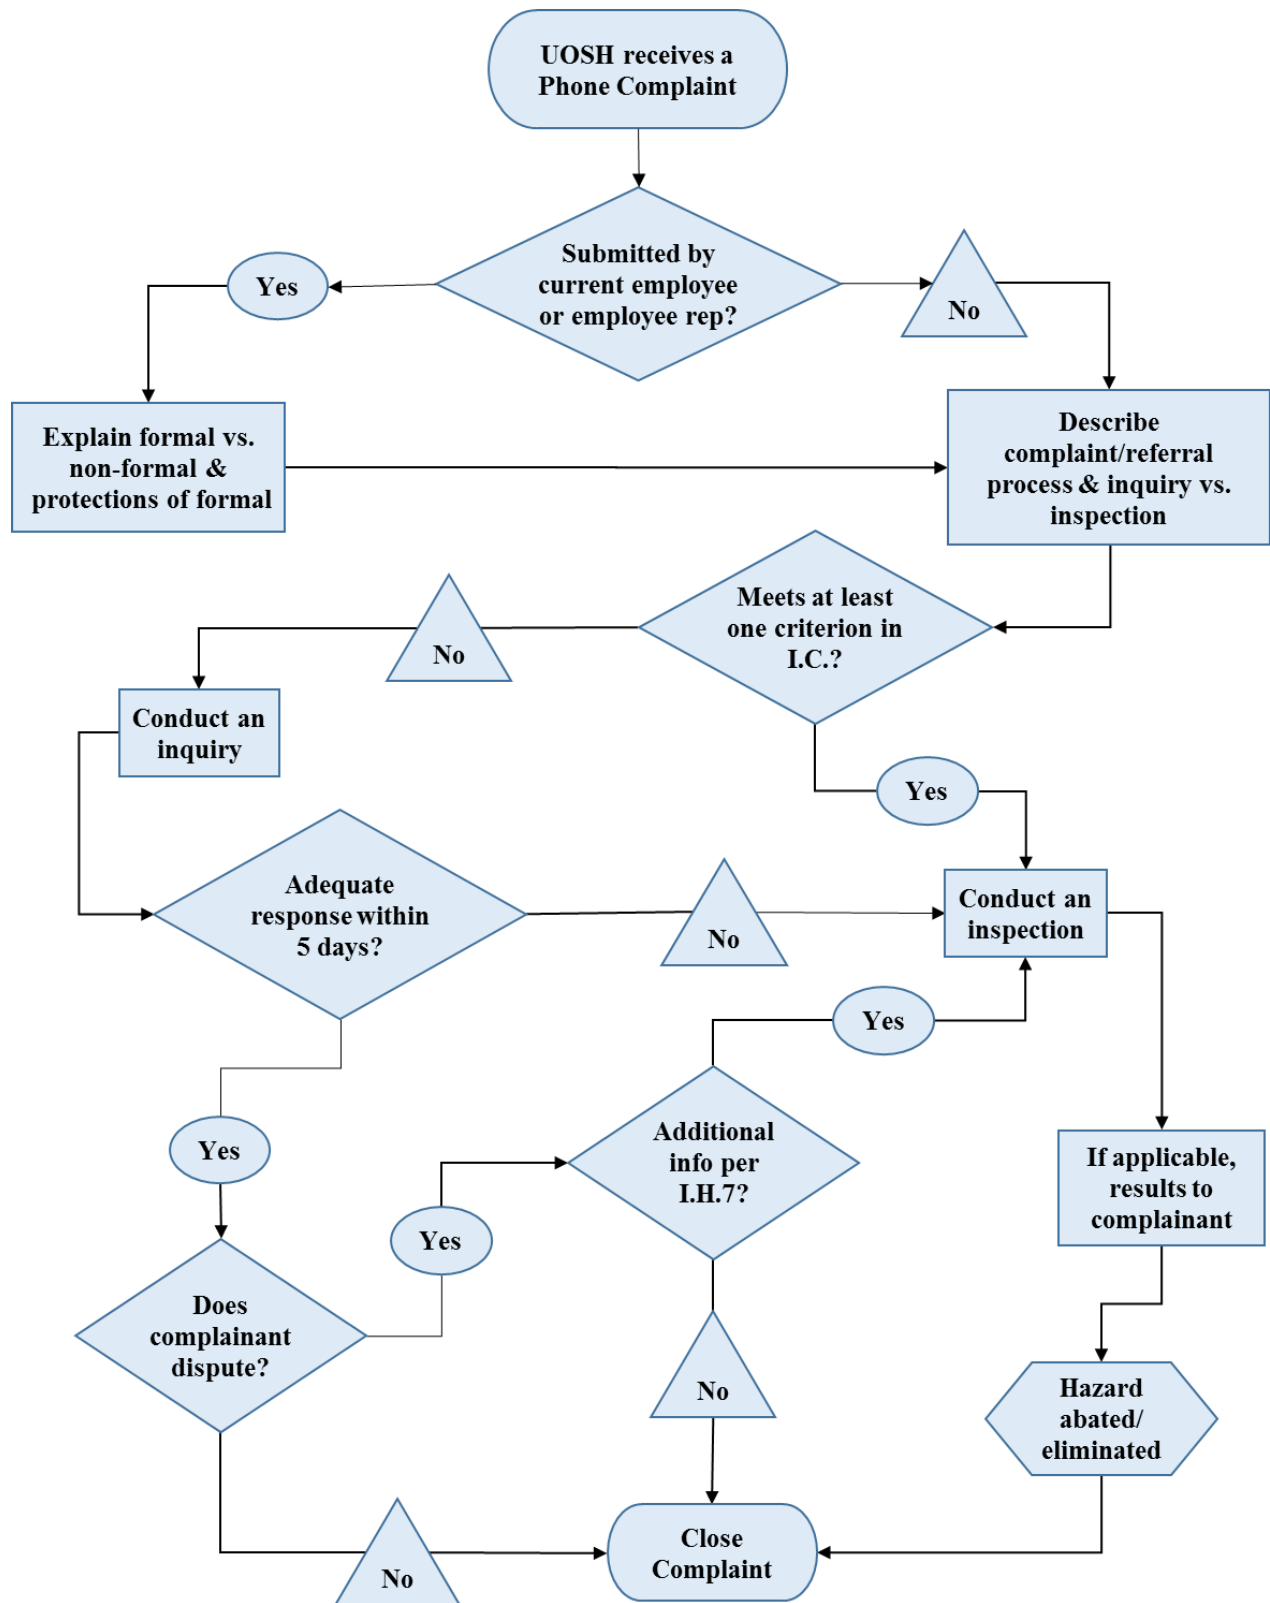 UOSH receives a
Phone Complaint
Submitted by
current employee
or employee rep?
Yes
No
Explain formal vs.
non-formal &
protections of formal
Describe
complaint/referral
process & inquiry vs.
inspection
Meets at least
one criterion in
I.C.?
No
Conduct an
inquiry
Yes
Adequate
response within
5 days?
No
Conduct an
inspection
Yes
Additional
info per
I.H.7?
Yes
Yes
If applicable,
results to
complainant
Does
complainant
dispute?
No
Hazard
abated/
eliminated
No
Close
Complaint